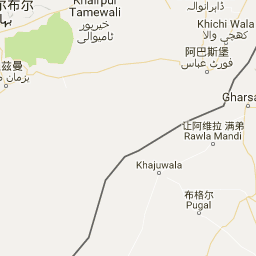 Khairpur
Tamewali
خیرپور
ٹامیوالی
ڈاہرانوالہ
Khichi Wala
کھچی والا
阿巴斯堡
فورٹ عباس
Gharsa
让阿维拉 满弟
Rawla Mandi
Khajuwala
布格尔
Pugal